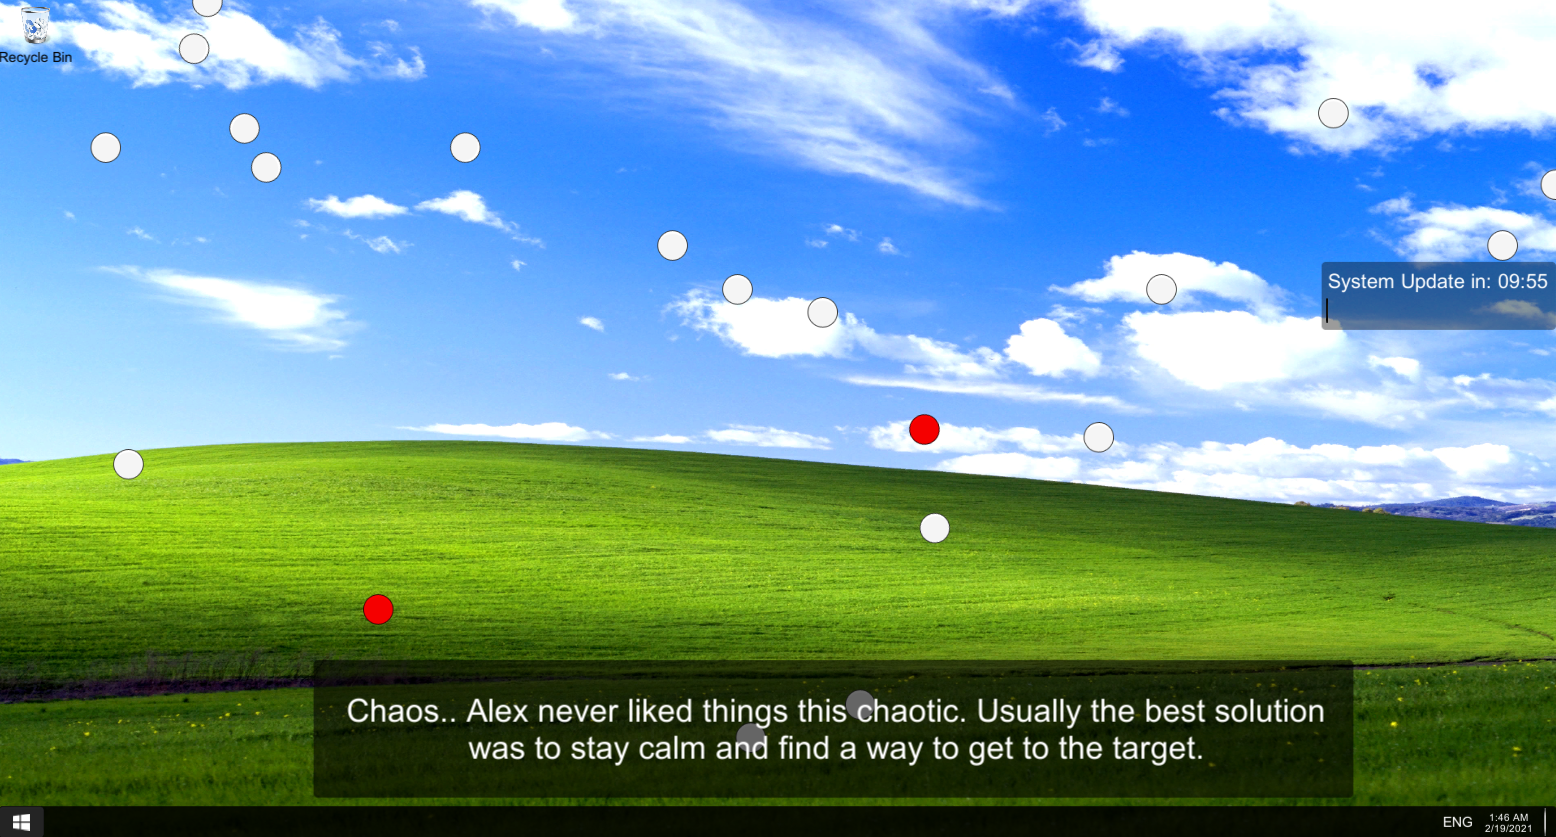 Recycle Bin
System Update in: 09:55
Chaos.. Alex never liked things this chaotic. Usually the best solution
was to stay calm and find a way to get to the target.
ENG
1:46 AM
2/19/2021